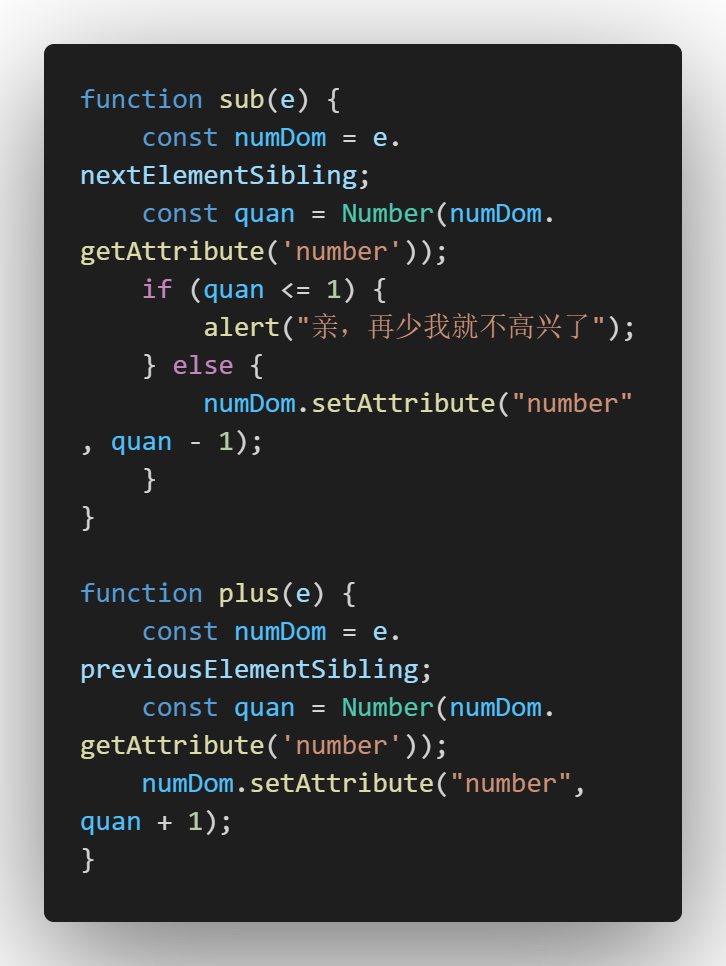 function sub(e) {
    const numDom = e.
nextElementSibling;
    const quan = Number(numDom.
getAttribute('number'));
    if (quan <= 1) {
        alert("亲，再少我就不高兴了");
    } else {
        numDom.setAttribute("number"
, quan - 1);
    }
}

function plus(e) {
    const numDom = e.
previousElementSibling;
    const quan = Number(numDom.
getAttribute('number'));
    numDom.setAttribute("number",
quan + 1);
}